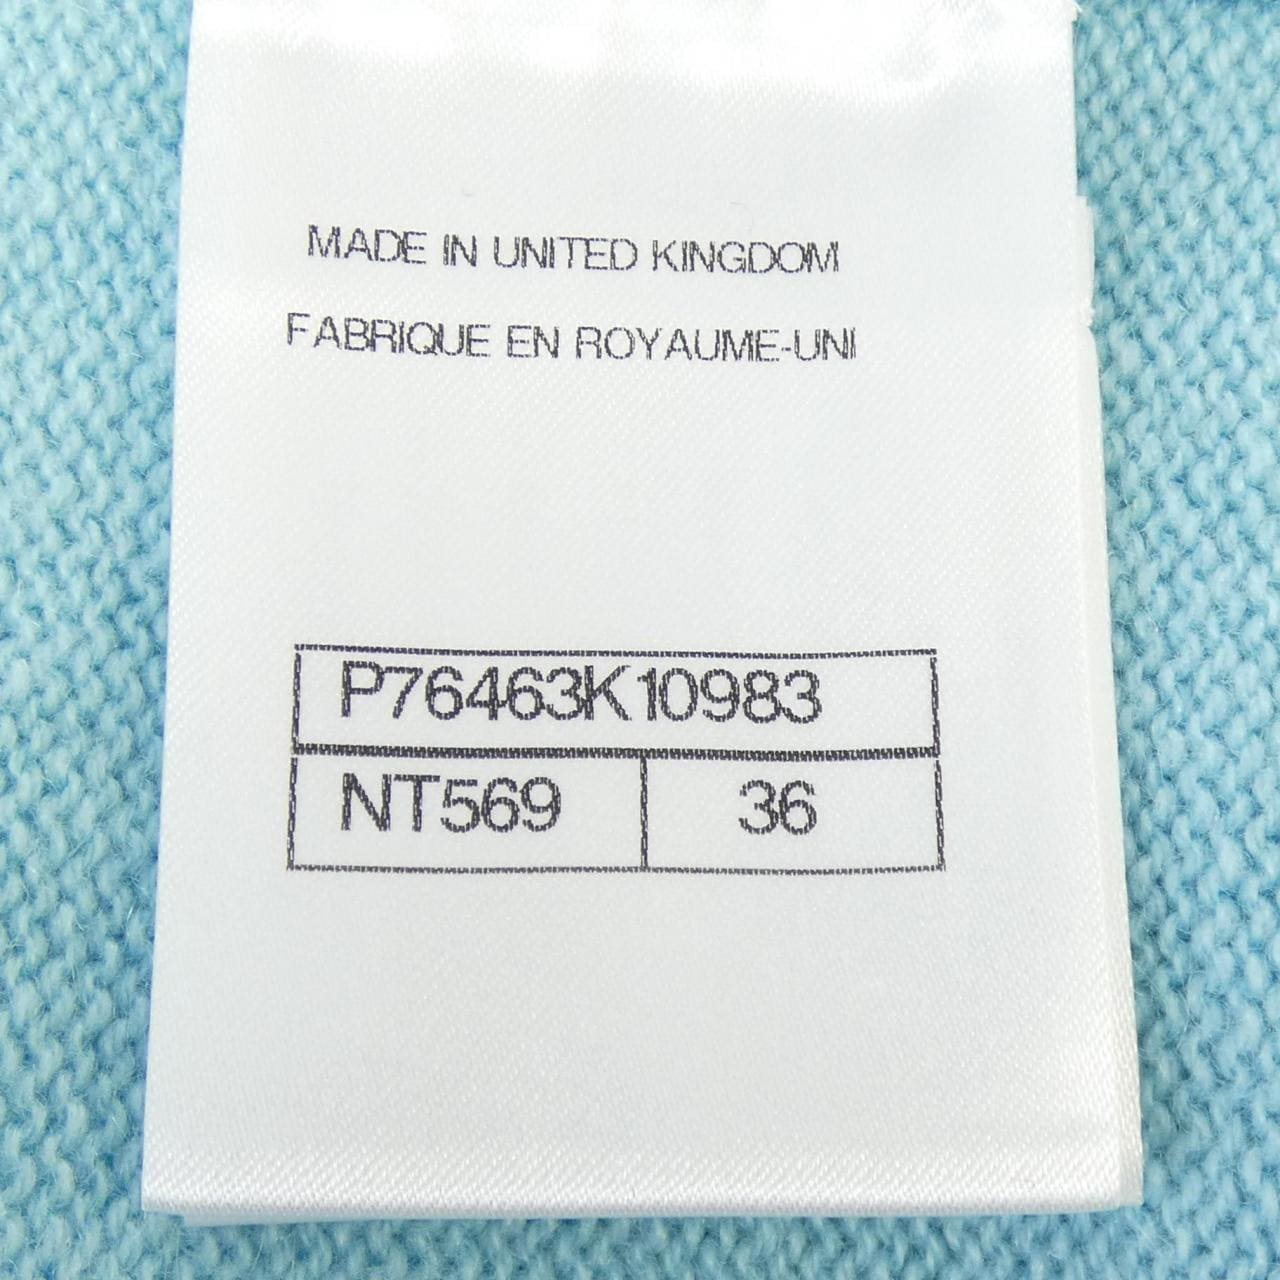 MADE IN UNITED KINGDOM
FABRIQUE EN ROYAUME-UNI
P76463K10983
NT569 36